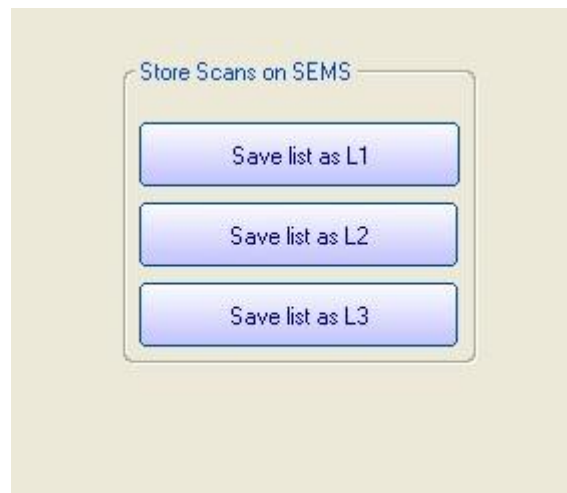 Store Scans on SEMS
Save list as L1
Save list as L2
Save list as L3